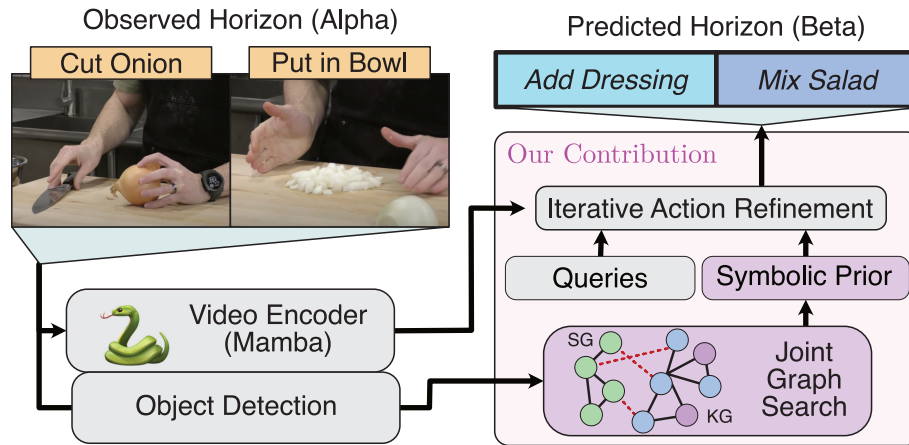 Observed Horizon (Alpha)
Cut Onion
Put in Bowl
Video Encoder
(Mamba)
Object Detection
Predicted Horizon (Beta)
Add Dressing
Mix Salad
Our Contribution
Iterative Action Refinement
Queries
Symbolic Prior
SG
KG
Joint
Graph
Search